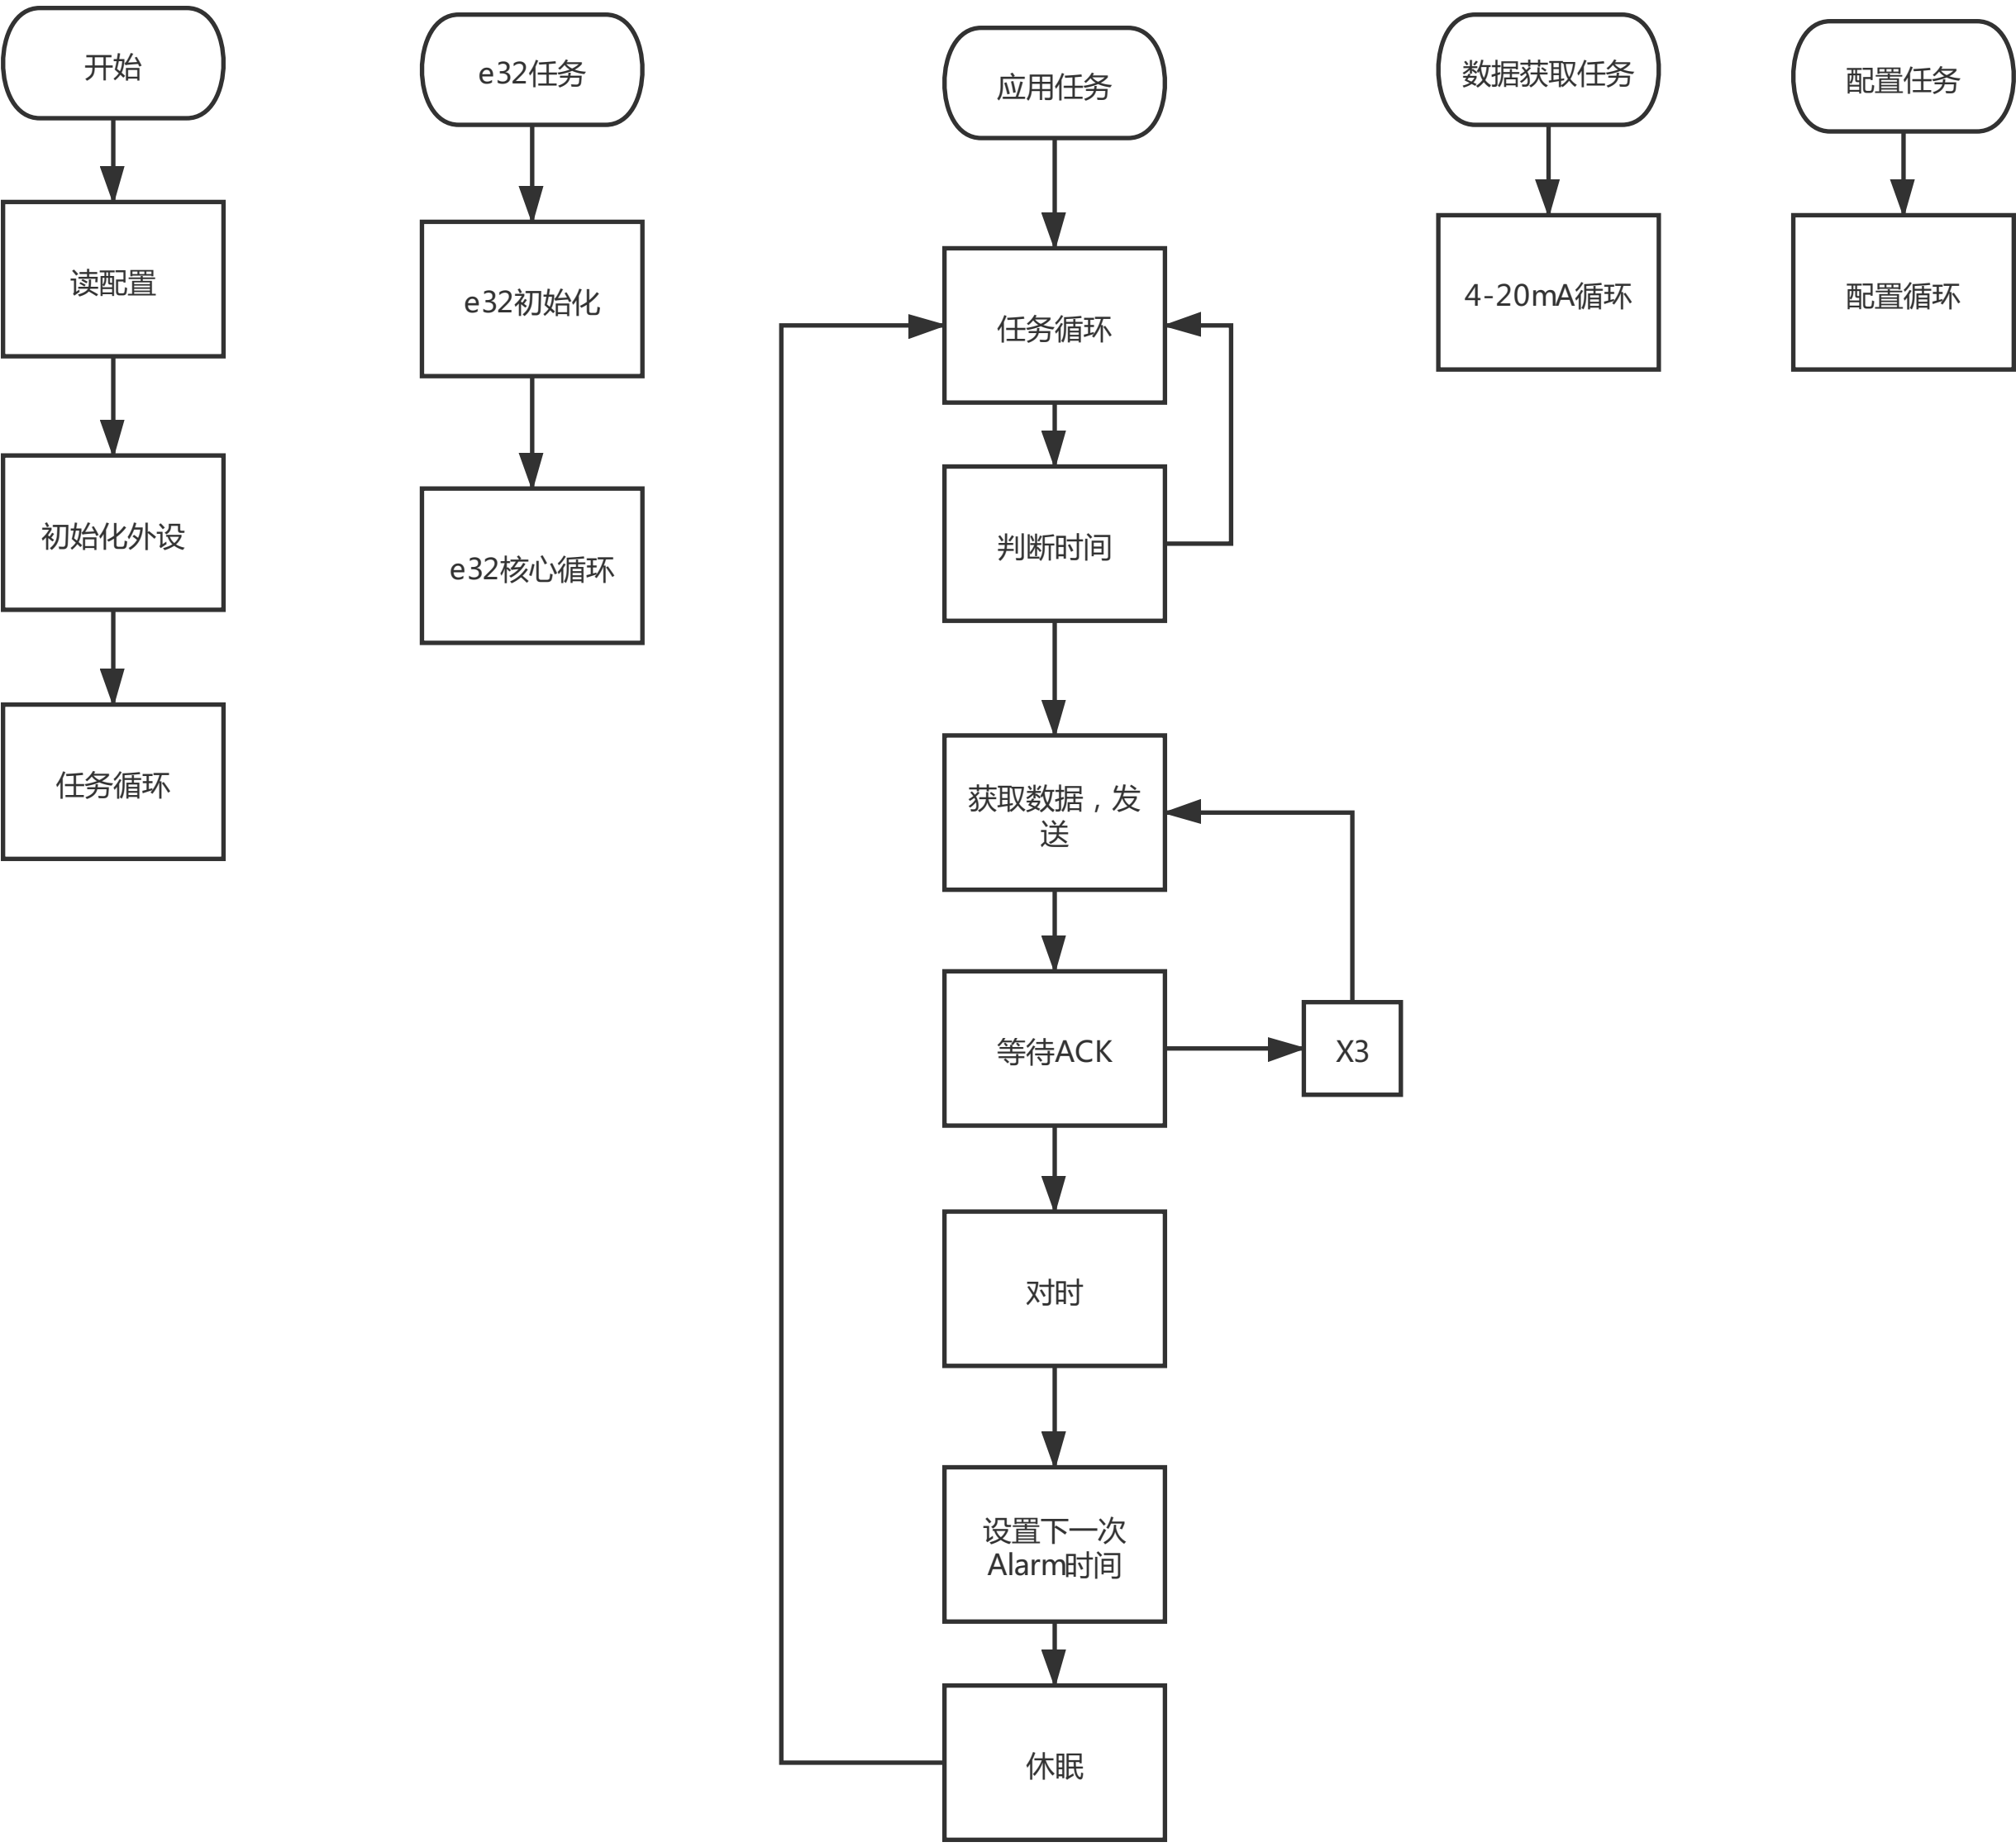 开始
读配置
初始化外设
任务循环
e32任务
e32初始化
e32核心循环
应用任务
任务循环
判断时间
获取数据，发
送
等待ACK
X3
对时
设置下一次
Alarm时间
休眠
数据获取任务
4-20mA循环
配置任务
配置循环